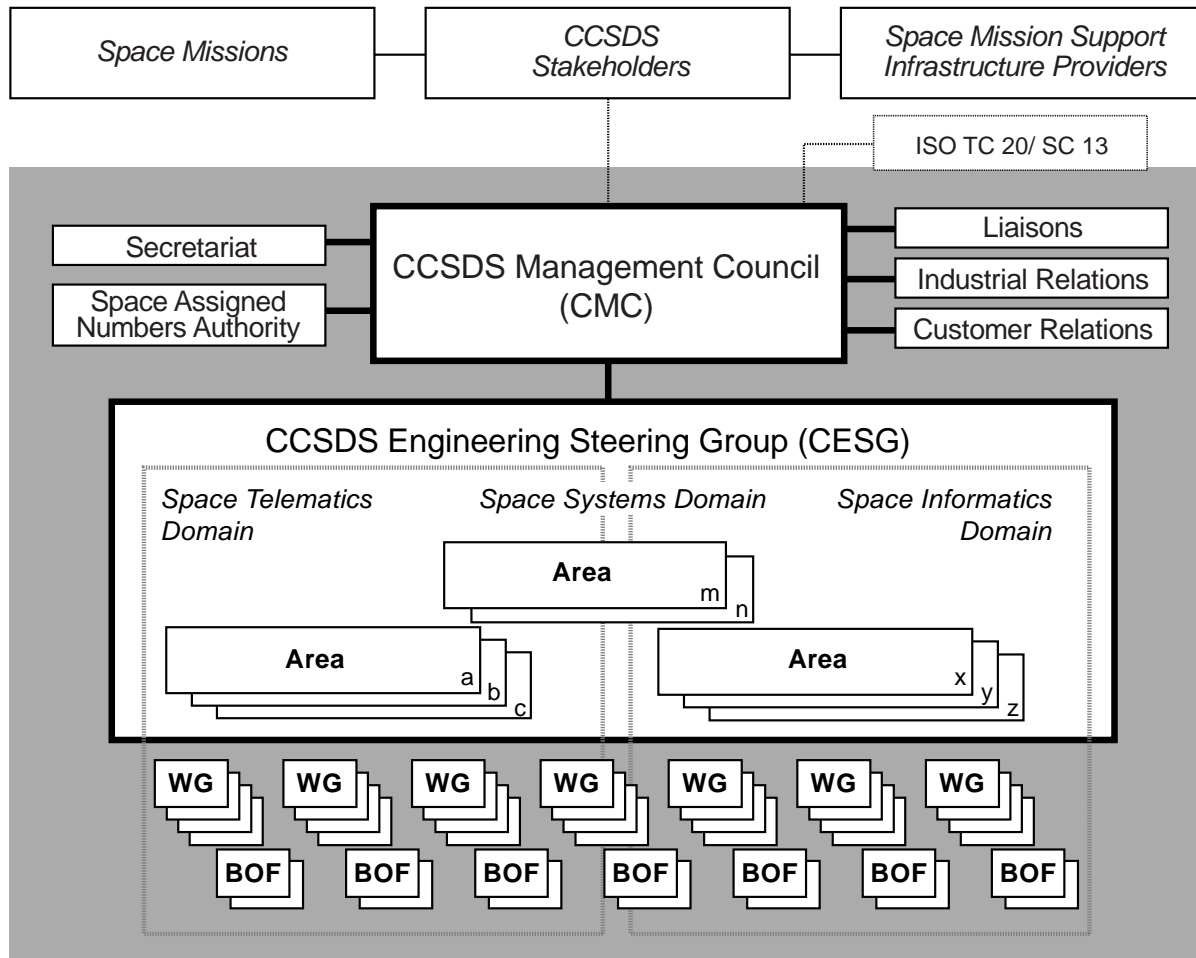 Space Missions
CCSDS
Stakeholders
Space Mission Support
Infrastructure Providers
ISO TC 20/ SC 13
Secretariat
Space Assigned
Numbers Authority
CCSDS Management Council
(CMC)
Liaisons
Industrial Relations
Customer Relations
CCSDS Engineering Steering Group (CESG)
Space Telematics
Domain
Space Systems Domain
Space Informatics
Domain
Area
m
n
Area
a
b
c
Area
x
y
z
WG
WG
WG
WG
WG
WG
WG
BOF
BOF
BOF
BOF
BOF
BOF
BOF